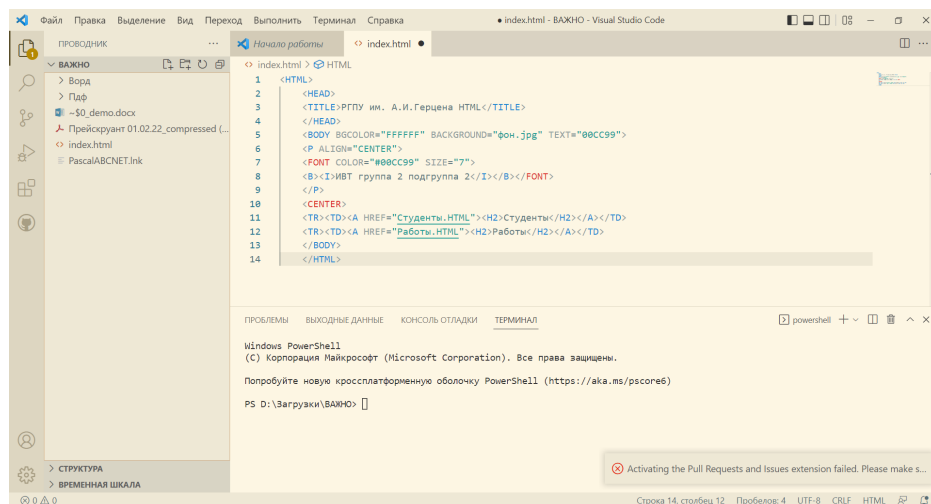 Файл Правка Выделение Вид Переход Выполнить Терминал Справка
● index.html - ВАЖНО - Visual Studio Code
ПРОВОДНИК ...
Начало работы
index.html ●
ВАЖНО
Ворд
Пдф
~$0_demo.docx
Прейскруант 01.02.22_compressed (...
index.html
PascalABCNET.lnk
index.html > HTML
1 <HTML>
2 <HEAD>
3 <TITLE>РГПУ им. А.И.Герцена HTML</TITLE>
4 </HEAD>
5 <BODY BGCOLOR="FFFFFF" BACKGROUND="фон.jpg" TEXT="00CC99">
6 <P ALIGN="CENTER">
7 <FONT COLOR="#00CC99" SIZE="7">
8 <B><I>ИВТ группа 2 подгруппа 2</I></B></FONT>
9 </P>
10 <CENTER>
11 <TR><TD><A HREF="Студенты.HTML"><H2>Студенты</H2></A></TD>
12 <TR><TD><A HREF="Работы.HTML"><H2>Работы</H2></A></TD>
13 </BODY>
14 </HTML>
ПРОБЛЕМЫ ВЫХОДНЫЕ ДАННЫЕ КОНСОЛЬ ОТЛАДКИ ТЕРМИНАЛ
powershell
Windows PowerShell
(C) Корпорация Майкрософт (Microsoft Corporation). Все права защищены.
Попробуйте новую кроссплатформенную оболочку PowerShell (https://aka.ms/pscore6)
PS D:\Загрузки\ВАЖНО>
СТРУКТУРА
ВРЕМЕННАЯ ШКАЛА
Activating the Pull Requests and Issues extension failed. Please make s...
0 0
Строка 14, столбец 12 Пробелов: 4 UTF-8 CRLF HTML